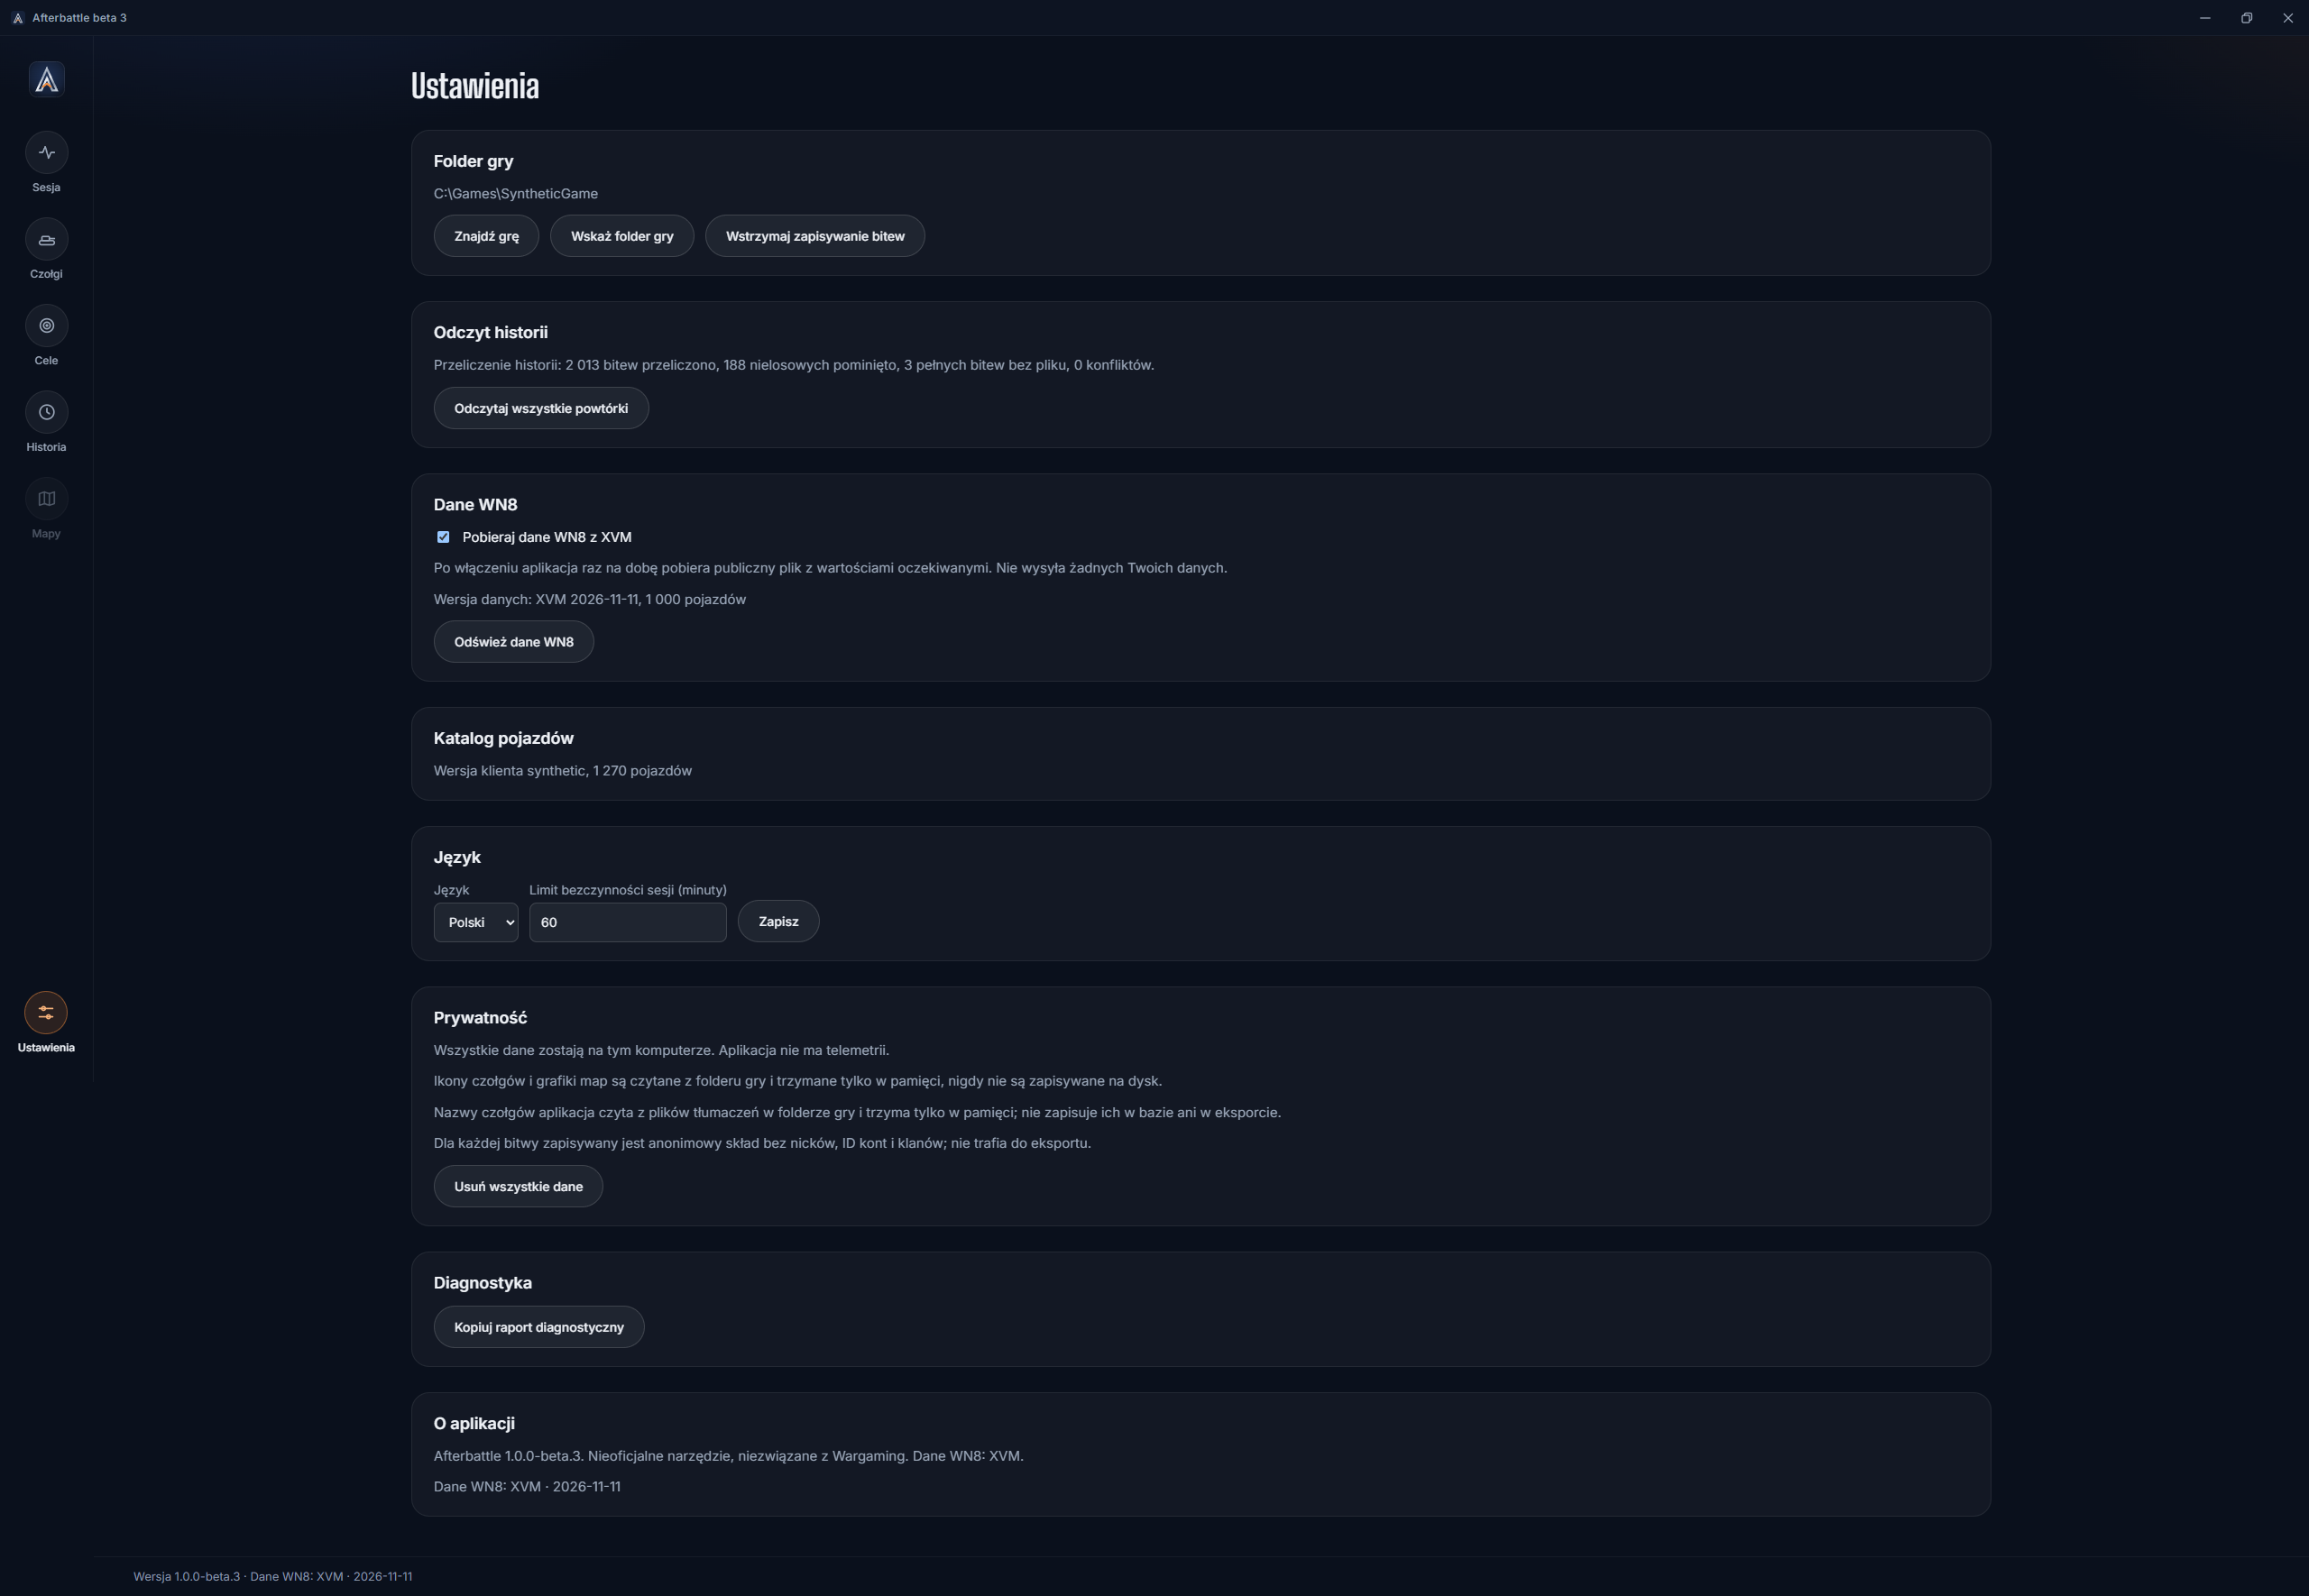 Afterbattle beta 3
Sesja
Czołgi
Cele
Historia
Mapy
Ustawienia
Ustawienia
Folder gry
C:\Games\SyntheticGame
Znajdź grę
Wskaż folder gry
Wstrzymaj zapisywanie bitew
Odczyt historii
Przeliczenie historii: 2 013 bitew przeliczono, 188 nielosowych pominięto, 3 pełnych bitew bez pliku, 0 konfliktów.
Odczytaj wszystkie powtórki
Dane WN8
Pobieraj dane WN8 z XVM
Po włączeniu aplikacja raz na dobę pobiera publiczny plik z wartościami oczekiwanymi. Nie wysyła żadnych Twoich danych.
Wersja danych: XVM 2026-11-11, 1 000 pojazdów
Odśwież dane WN8
Katalog pojazdów
Wersja klienta synthetic, 1 270 pojazdów
Język
Język
Limit bezczynności sesji (minuty)
Polski
60
Zapisz
Prywatność
Wszystkie dane zostają na tym komputerze. Aplikacja nie ma telemetrii.
Ikony czołgów i grafiki map są czytane z folderu gry i trzymane tylko w pamięci, nigdy nie są zapisywane na dysk.
Nazwy czołgów aplikacja czyta z plików tłumaczeń w folderze gry i trzyma tylko w pamięci; nie zapisuje ich w bazie ani w eksporcie.
Dla każdej bitwy zapisywany jest anonimowy skład bez nicków, ID kont i klanów; nie trafia do eksportu.
Usuń wszystkie dane
Diagnostyka
Kopiuj raport diagnostyczny
O aplikacji
Afterbattle 1.0.0-beta.3. Nieoficjalne narzędzie, niezwiązane z Wargaming. Dane WN8: XVM.
Dane WN8: XVM · 2026-11-11
Wersja 1.0.0-beta.3 · Dane WN8: XVM · 2026-11-11